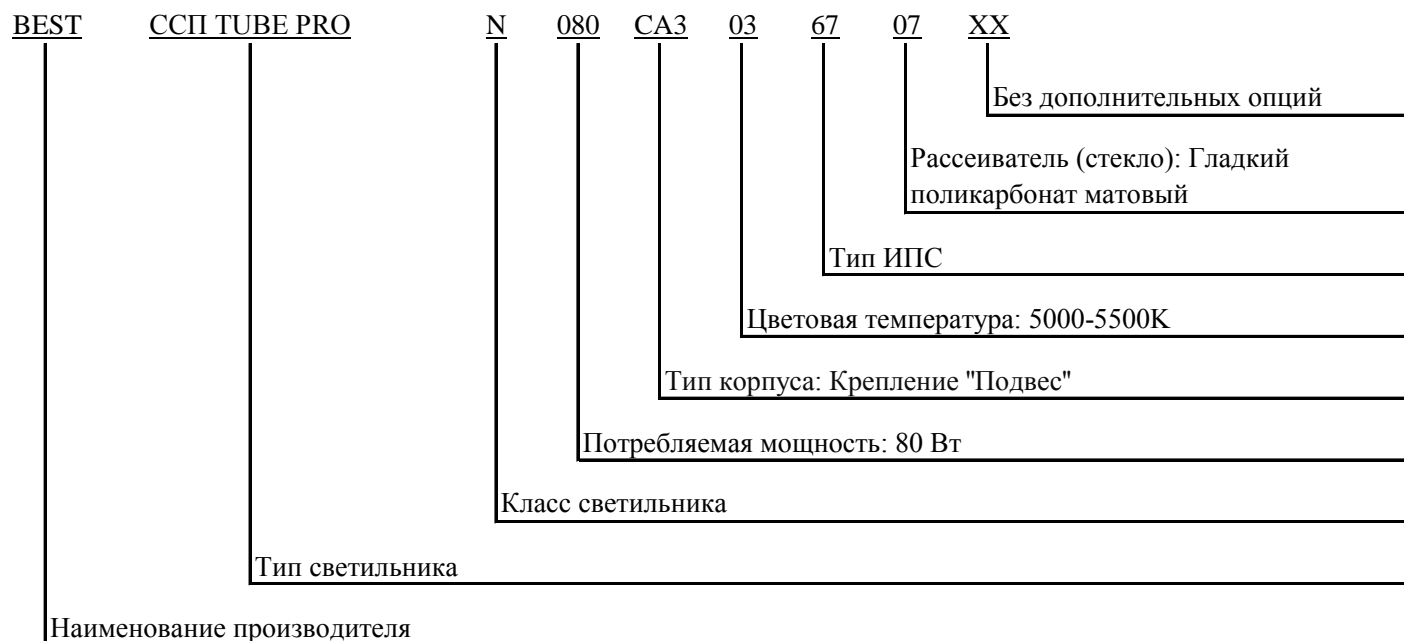 BEST ССП TUBE PRO N 080 CA3 03 67 07 XX
Без дополнительных опций
Рассеиватель (стекло): Гладкий
поликарбонат матовый
Тип ИПС
Цветовая температура: 5000-5500K
Тип корпуса: Крепление "Подвес"
Потребляемая мощность: 80 Вт
Класс светильника
Тип светильника
Наименование производителя